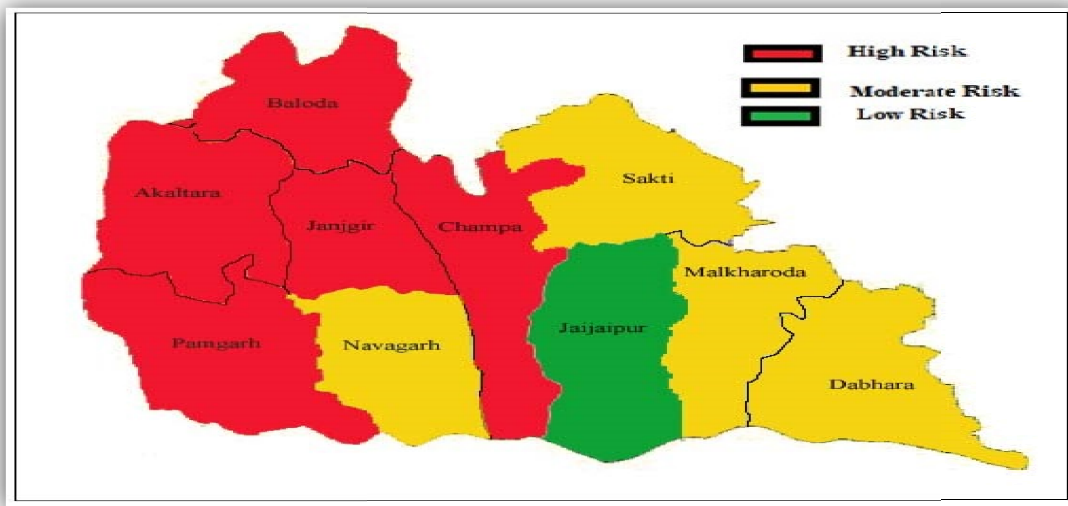 High Risk
Moderate Risk
Low Risk
Baloda
Akaltara
Janjgir
Champa
Sakti
Malkharoda
Pamgarh
Navagarh
Jaijaipur
Dabhara